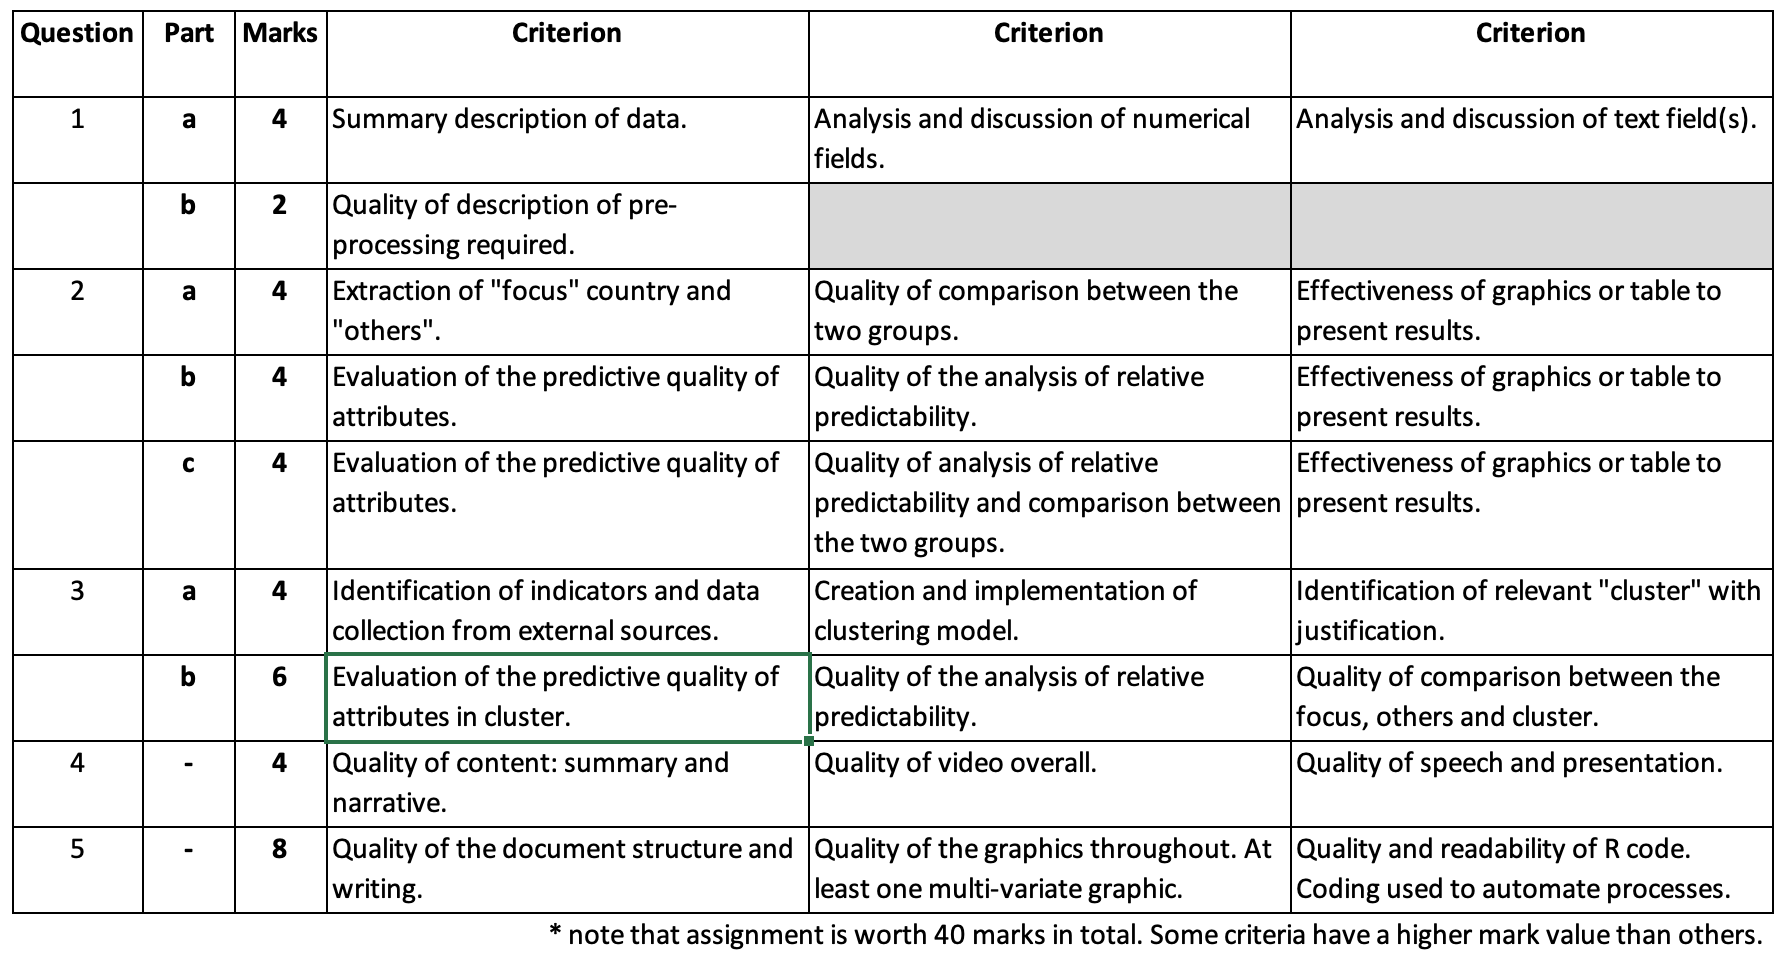 Question Part Marks Criterion Criterion Criterion
1 a 4 Summary description of data. Analysis and discussion of numerical Analysis and discussion of text field(s).
fields.
b 2 Quality of description of pre-
processing required.
2 a 4 Extraction of "focus" country and Quality of comparison between the Effectiveness of graphics or table to
"others". two groups. present results.
b 4 Evaluation of the predictive quality of Quality of the analysis of relative Effectiveness of graphics or table to
attributes. predictability. present results.
c 4 Evaluation of the predictive quality of Quality of analysis of relative Effectiveness of graphics or table to
attributes. predictability and comparison between present results.
the two groups.
3 a 4 Identification of indicators and data Creation and implementation of Identification of relevant "cluster" with
collection from external sources. clustering model. justification.
b 6 Evaluation of the predictive quality of Quality of the analysis of relative Quality of comparison between the
attributes in cluster. predictability. focus, others and cluster.
4 - 4 Quality of content: summary and Quality of video overall. Quality of speech and presentation.
narrative.
5 - 8 Quality of the document structure and Quality of the graphics throughout. At Quality and readability of R code.
writing. least one multi-variate graphic. Coding used to automate processes.
* note that assignment is worth 40 marks in total. Some criteria have a higher mark value than others.